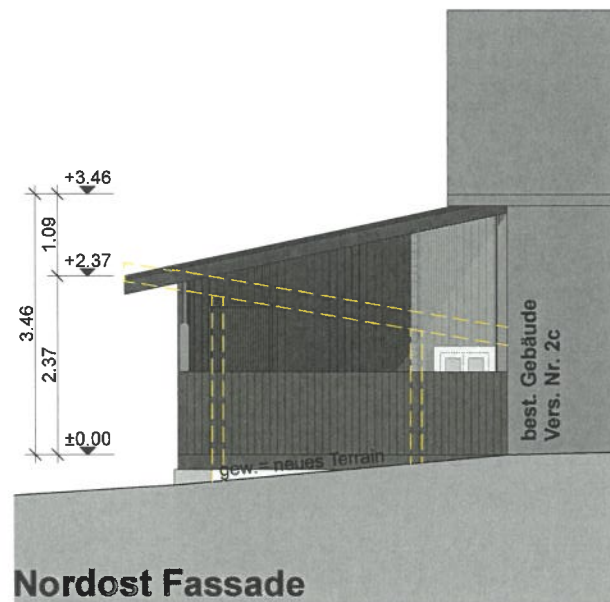 +3.46
1.09
+2.37
3.46
2.37
±0.00
best. Gebäude
Vers. Nr. 2c
gew.= neues Terrain
Nordost Fassade